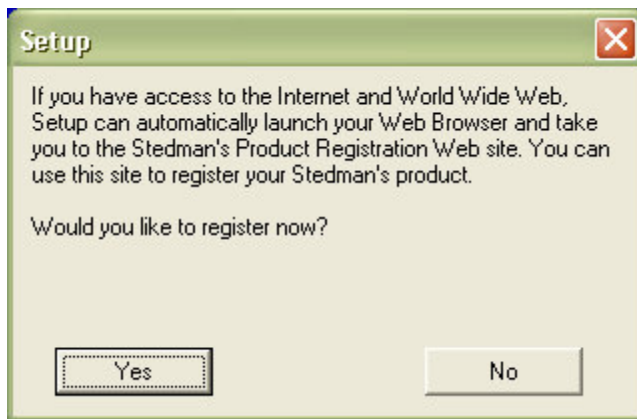 Setup
If you have access to the Internet and World Wide Web,
Setup can automatically launch your Web Browser and take
you to the Stedman's Product Registration Web site. You can
use this site to register your Stedman's product.
Would you like to register now?
Yes
No